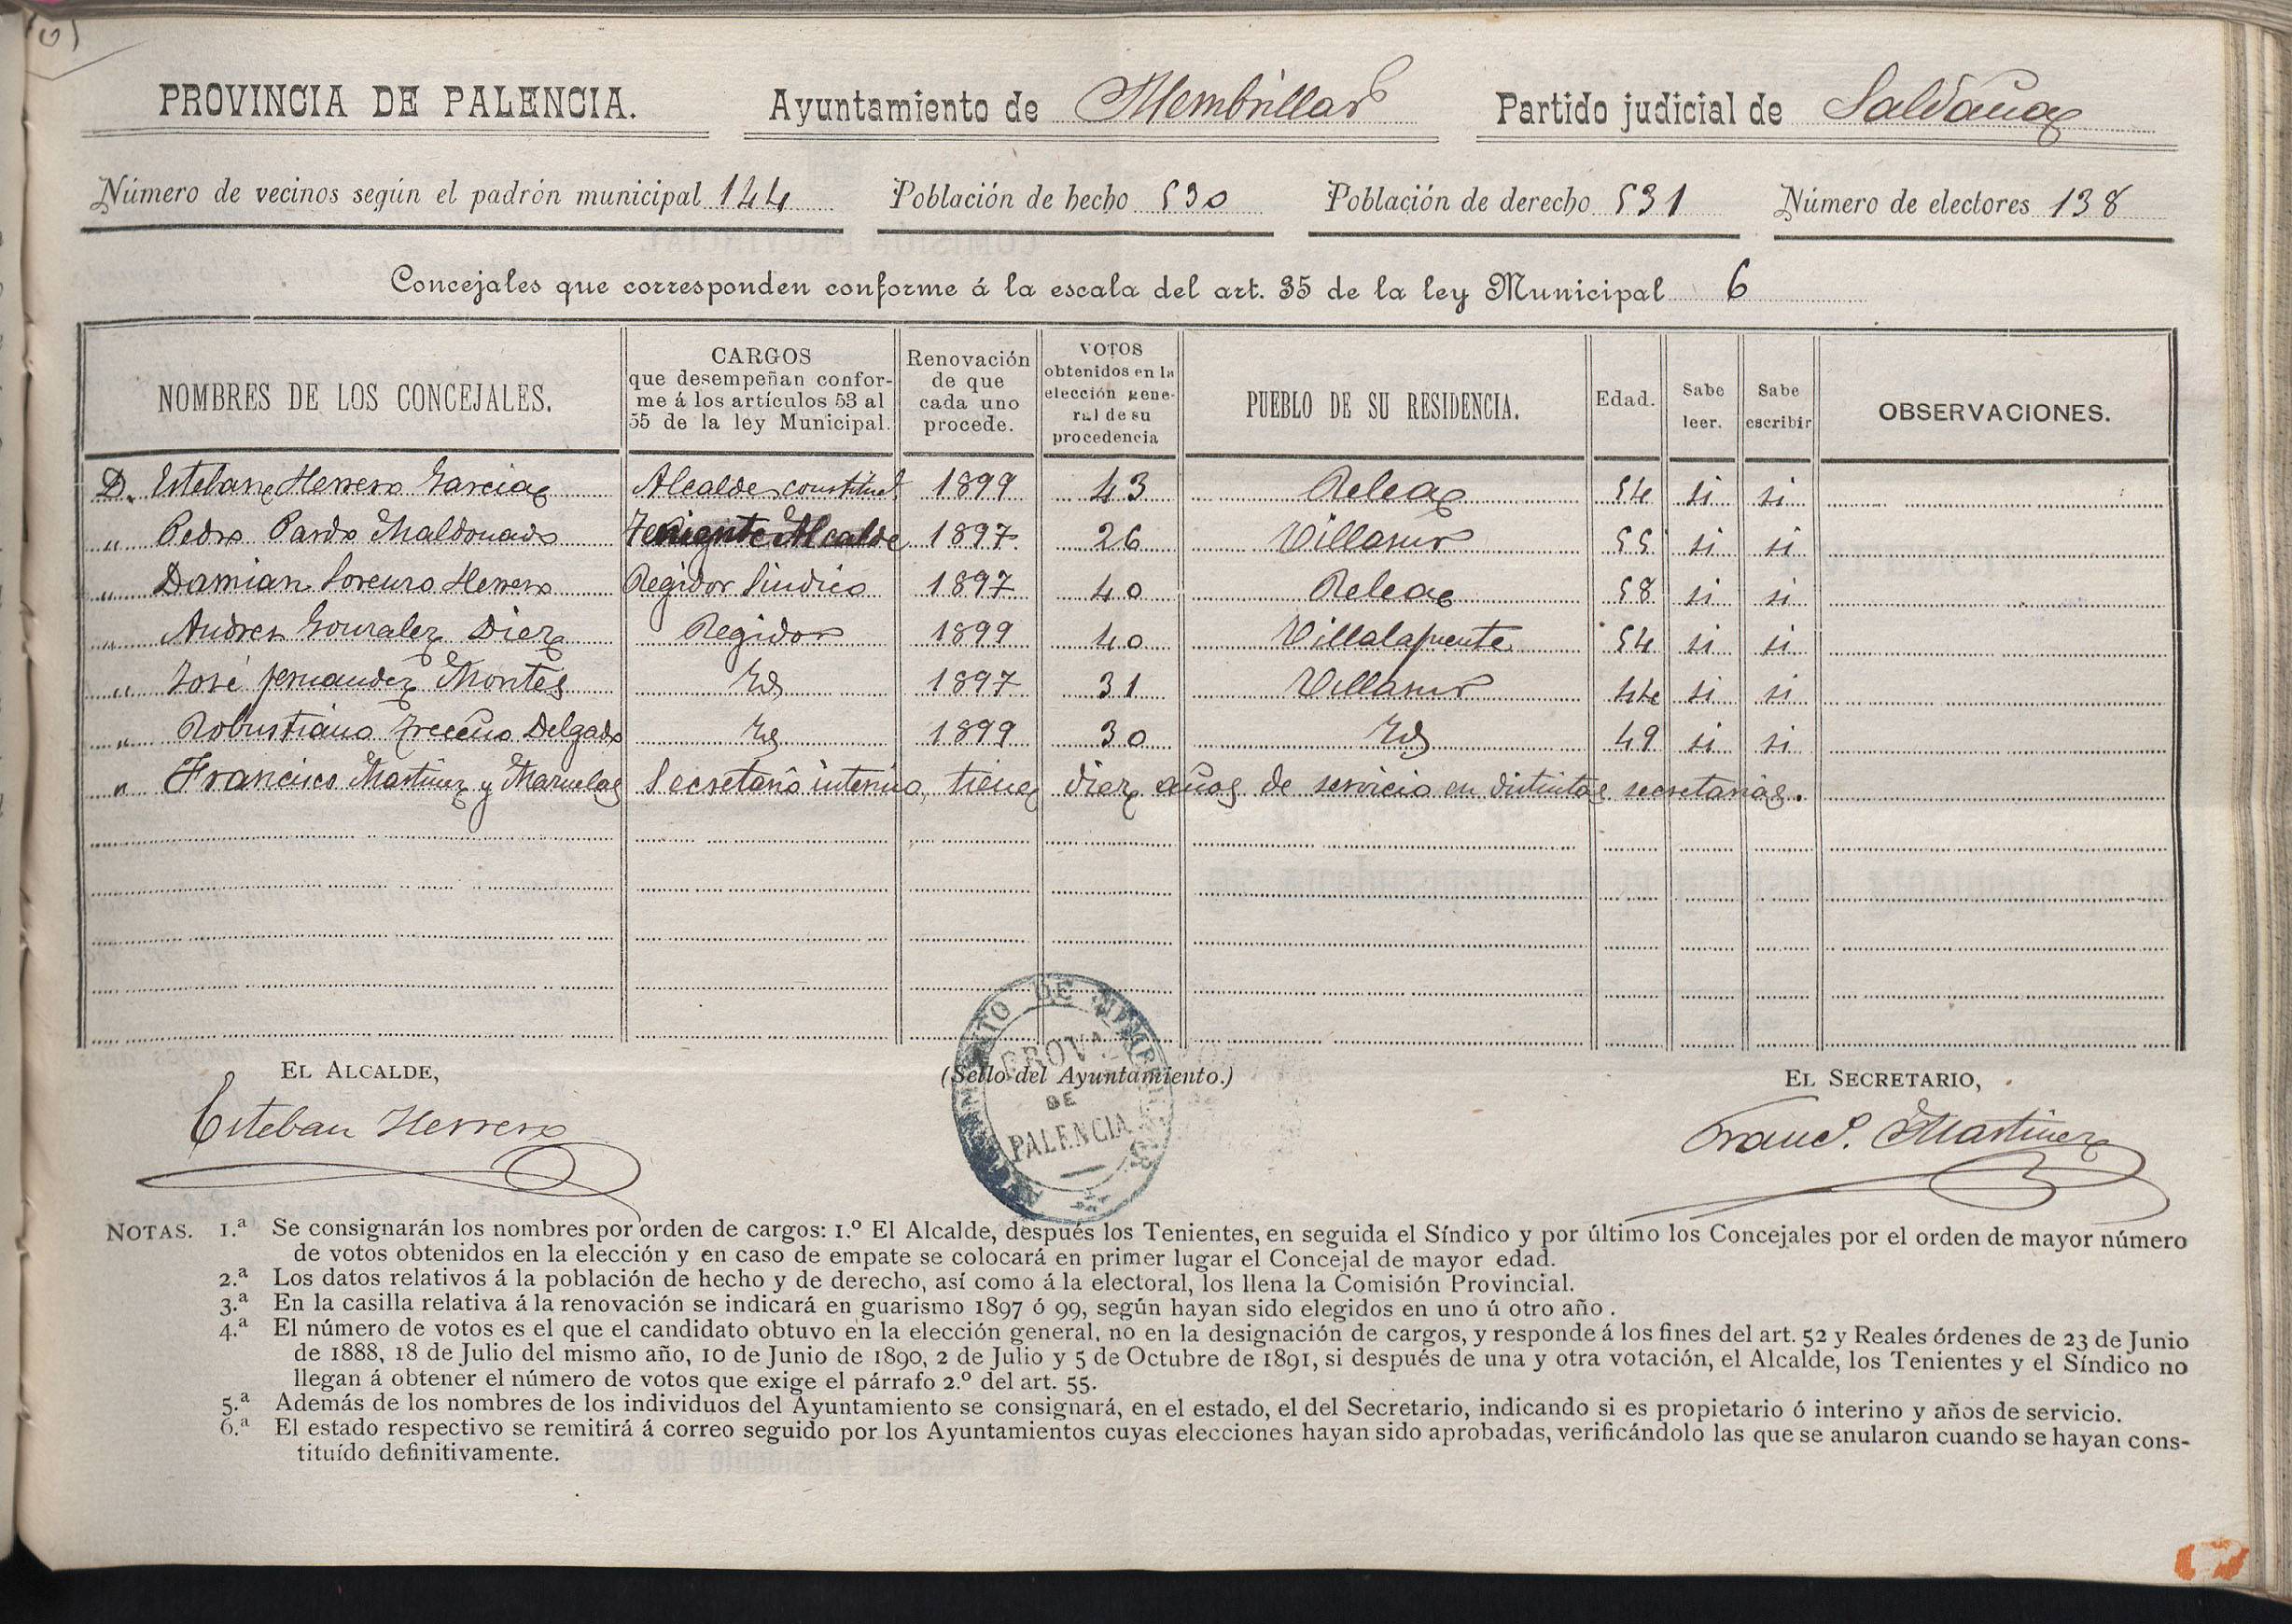 PROVINCIA DE PALENCIA. Ayuntamiento de Membrillar Partido judicial de Saldaña
Número de vecinos según el padrón municipal 144 Población de hecho 530 Población de derecho 531 Número de electores 138
Concejales que corresponden conforme á la escala del art. 35 de la ley Municipal 6
NOMBRES DE LOS CONCEJALES. CARGOS que desempeñan confor- me á los artículos 53 al 55 de la ley Municipal. Renovación de que cada uno procede. VOTOS obtenidos en la elección gene- ral de su procedencia PUEBLO DE SU RESIDENCIA. Edad. Sabe leer. Sabe escribir OBSERVACIONES.
D. Esteban Herrero Garcia Alcalde constituc.l 1899 43 Relea 54 si si
" Pedro Pardo Maldonado Teniente Alcalde 1897 26 Villasur 55 si si
" Damian Lorenzo Herrero Regidor Sindico 1897 40 Relea 58 si si
" Andres Gonzalez Diez Regidor 1899 40 Villalafuente 54 si si
" José fernandez Montes Id 1897 31 Villasur 44 si si
" Robustiano Treceño Delgado Id 1899 30 Id 49 si si
" Francisco Martinez y Mazuelas Secretario interino, tiene diez años de servicio en distintas secretarias.
EL ALCALDE, (Sello del Ayuntamiento.) EL SECRETARIO,
Esteban Herrero Franc.o Martinez
AYUNTAMIENTO DE MEMBRILLAR
PROV.A
DE
PALENCIA
NOTAS. 1.ª Se consignarán los nombres por orden de cargos: 1.º El Alcalde, después los Tenientes, en seguida el Síndico y por último los Concejales por el orden de mayor número
de votos obtenidos en la elección y en caso de empate se colocará en primer lugar el Concejal de mayor edad.
2.ª Los datos relativos á la población de hecho y de derecho, así como á la electoral, los llena la Comisión Provincial.
3.ª En la casilla relativa á la renovación se indicará en guarismo 1897 ó 99, según hayan sido elegidos en uno ú otro año.
4.ª El número de votos es el que el candidato obtuvo en la elección general, no en la designación de cargos, y responde á los fines del art. 52 y Reales órdenes de 23 de Junio
de 1888, 18 de Julio del mismo año, 10 de Junio de 1890, 2 de Julio y 5 de Octubre de 1891, si después de una y otra votación, el Alcalde, los Tenientes y el Síndico no
llegan á obtener el número de votos que exige el párrafo 2.º del art. 55.
5.ª Además de los nombres de los individuos del Ayuntamiento se consignará, en el estado, el del Secretario, indicando si es propietario ó interino y años de servicio.
6.ª El estado respectivo se remitirá á correo seguido por los Ayuntamientos cuyas elecciones hayan sido aprobadas, verificándolo las que se anularon cuando se hayan cons-
tituído definitivamente.